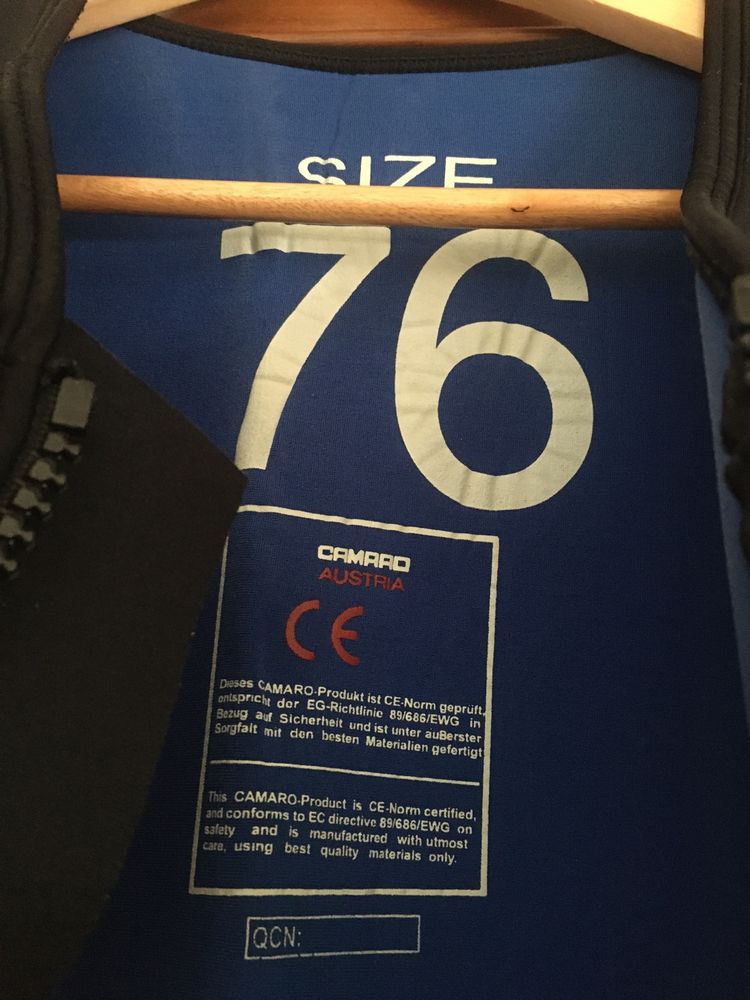 SIZE
76
CAMARO
AUSTRIA
CE
Dieses CAMARO-Produkt ist CE-Norm geprüft,
entspricht der EG-Richtlinie 89/686/EWG in
Bezug auf Sicherheit und ist unter äußerster
Sorgfalt mit den besten Materialien gefertigt
This CAMARO-Product is CE-Norm certified,
and conforms to EC directive 89/686/EWG on
safety and is manufactured with utmost
care, using best quality materials only.
QCN: